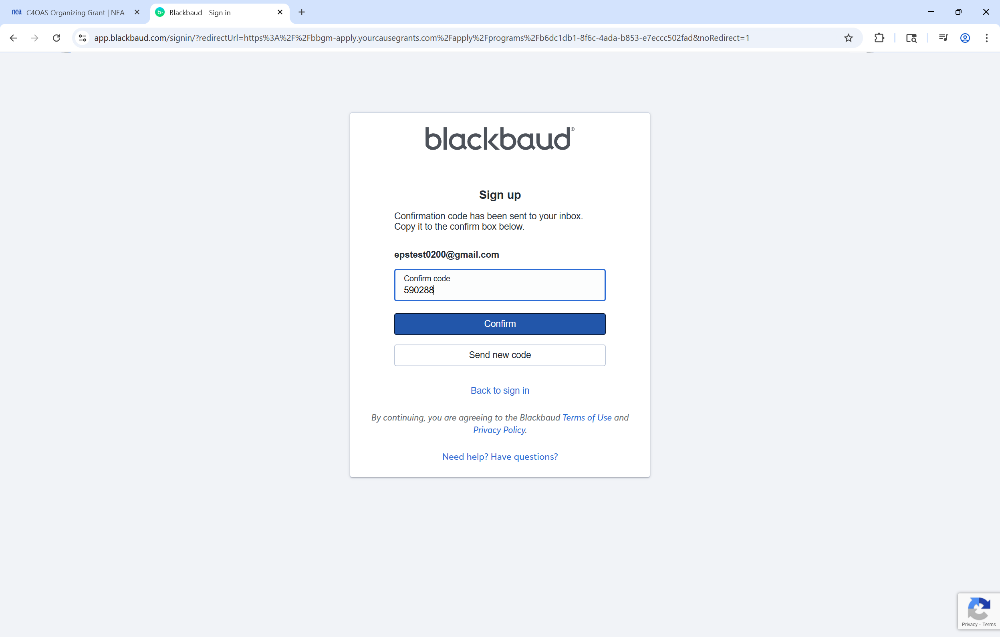 nea C4OAS Organizing Grant | NEA
b Blackbaud - Sign in
app.blackbaud.com/signin/?redirectUrl=https%3A%2F%2Fbbgm-apply.yourcausegrants.com%2Fapply%2Fprograms%2Fb6dc1db1-8f6c-4ada-b853-e7eccc502fad&noRedirect=1
blackbaud®
Sign up
Confirmation code has been sent to your inbox.
Copy it to the confirm box below.
epstest0200@gmail.com
Confirm code
590288
Confirm
Send new code
Back to sign in
By continuing, you are agreeing to the Blackbaud Terms of Use and
Privacy Policy.
Need help? Have questions?
Privacy - Terms